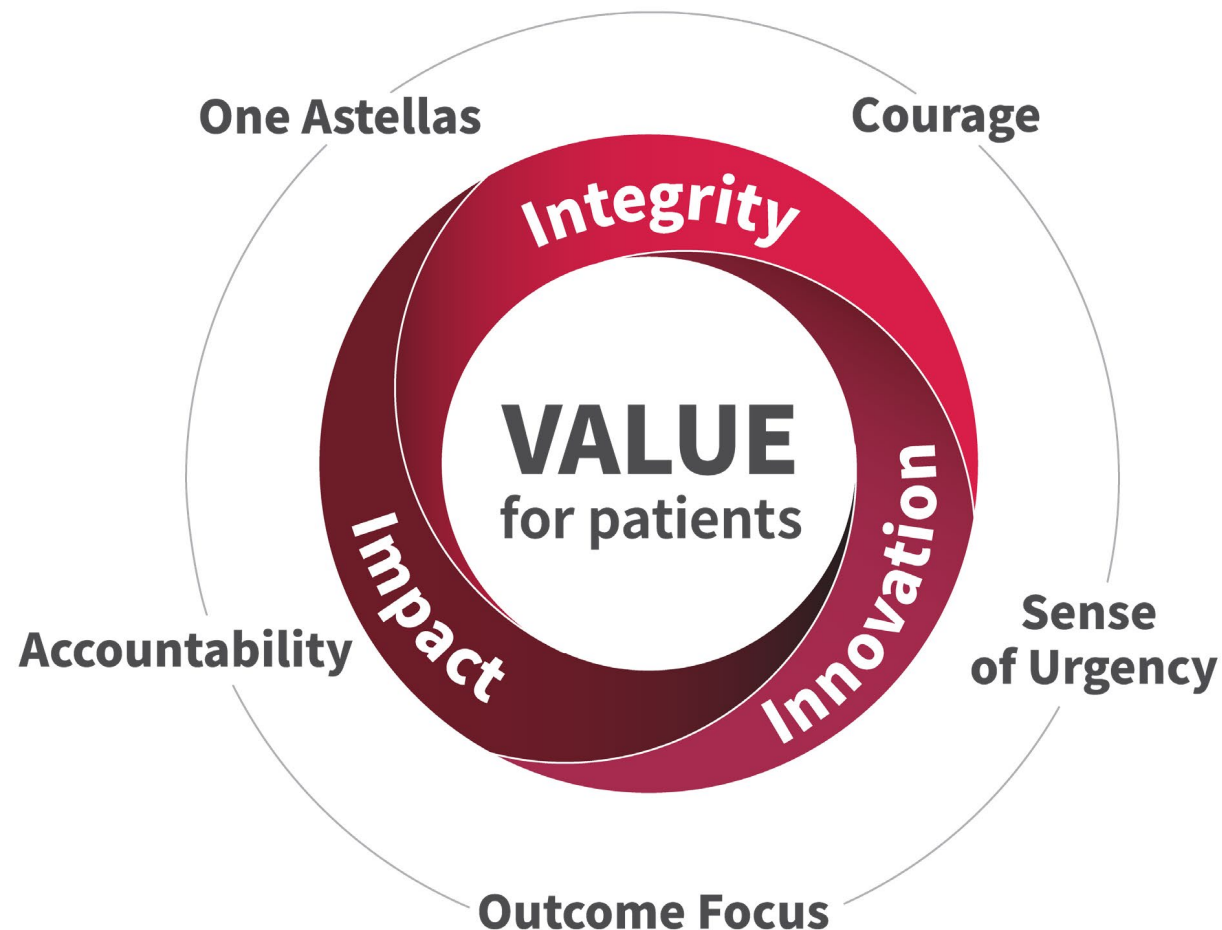 One Astellas
Courage
Integrity
VALUE
for patients
Innovation
Impact
Sense
of Urgency
Accountability
Outcome Focus